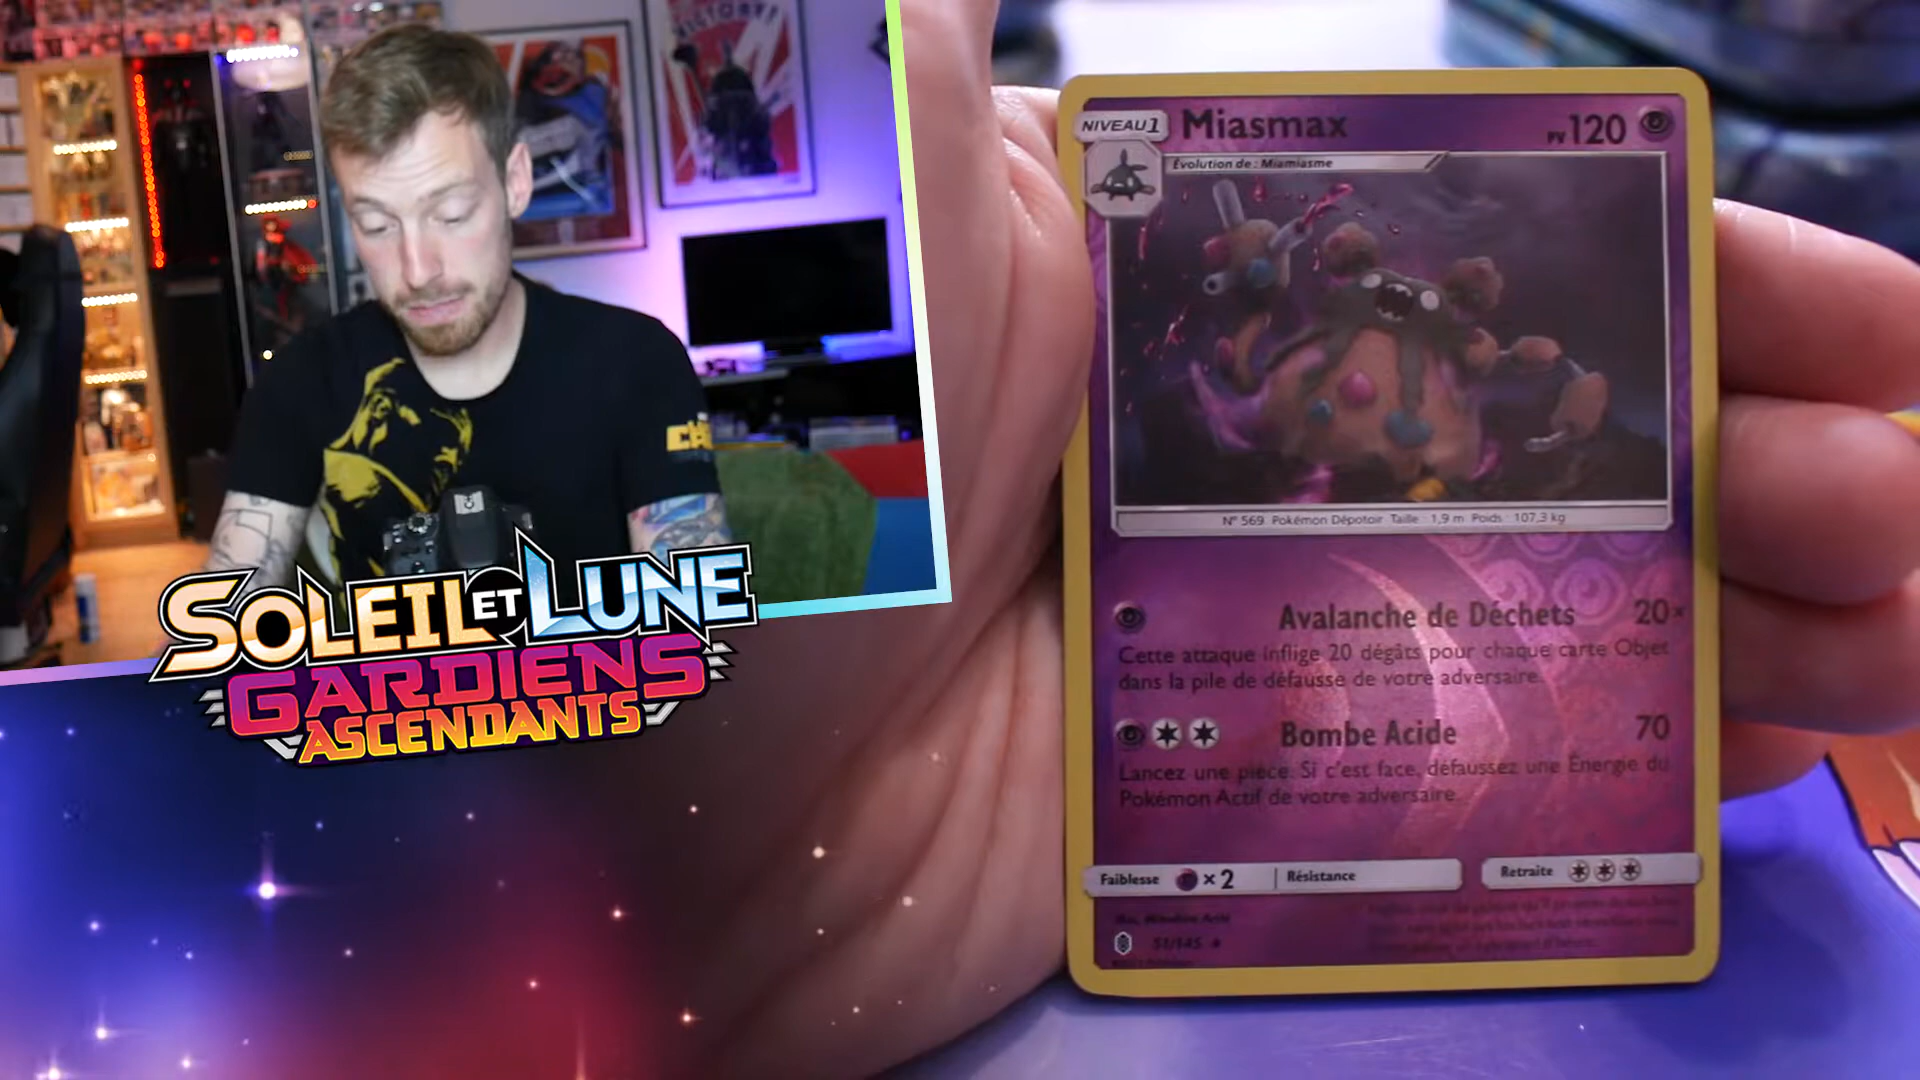 VICTORY!
SOLEIL ET LUNE
GARDIENS
ASCENDANTS
NIVEAU 1 Miasmax PV 120
Évolution de : Miamiasme
N° 569 Pokémon Dépotoir Taille : 1,9 m Poids : 107,3 kg
Avalanche de Déchets 20×
Cette attaque inflige 20 dégâts pour chaque carte Objet
dans la pile de défausse de votre adversaire.
Bombe Acide 70
Lancez une pièce. Si c'est face, défaussez une Énergie du
Pokémon Actif de votre adversaire.
Faiblesse ×2 Résistance Retraite
51/145 ★